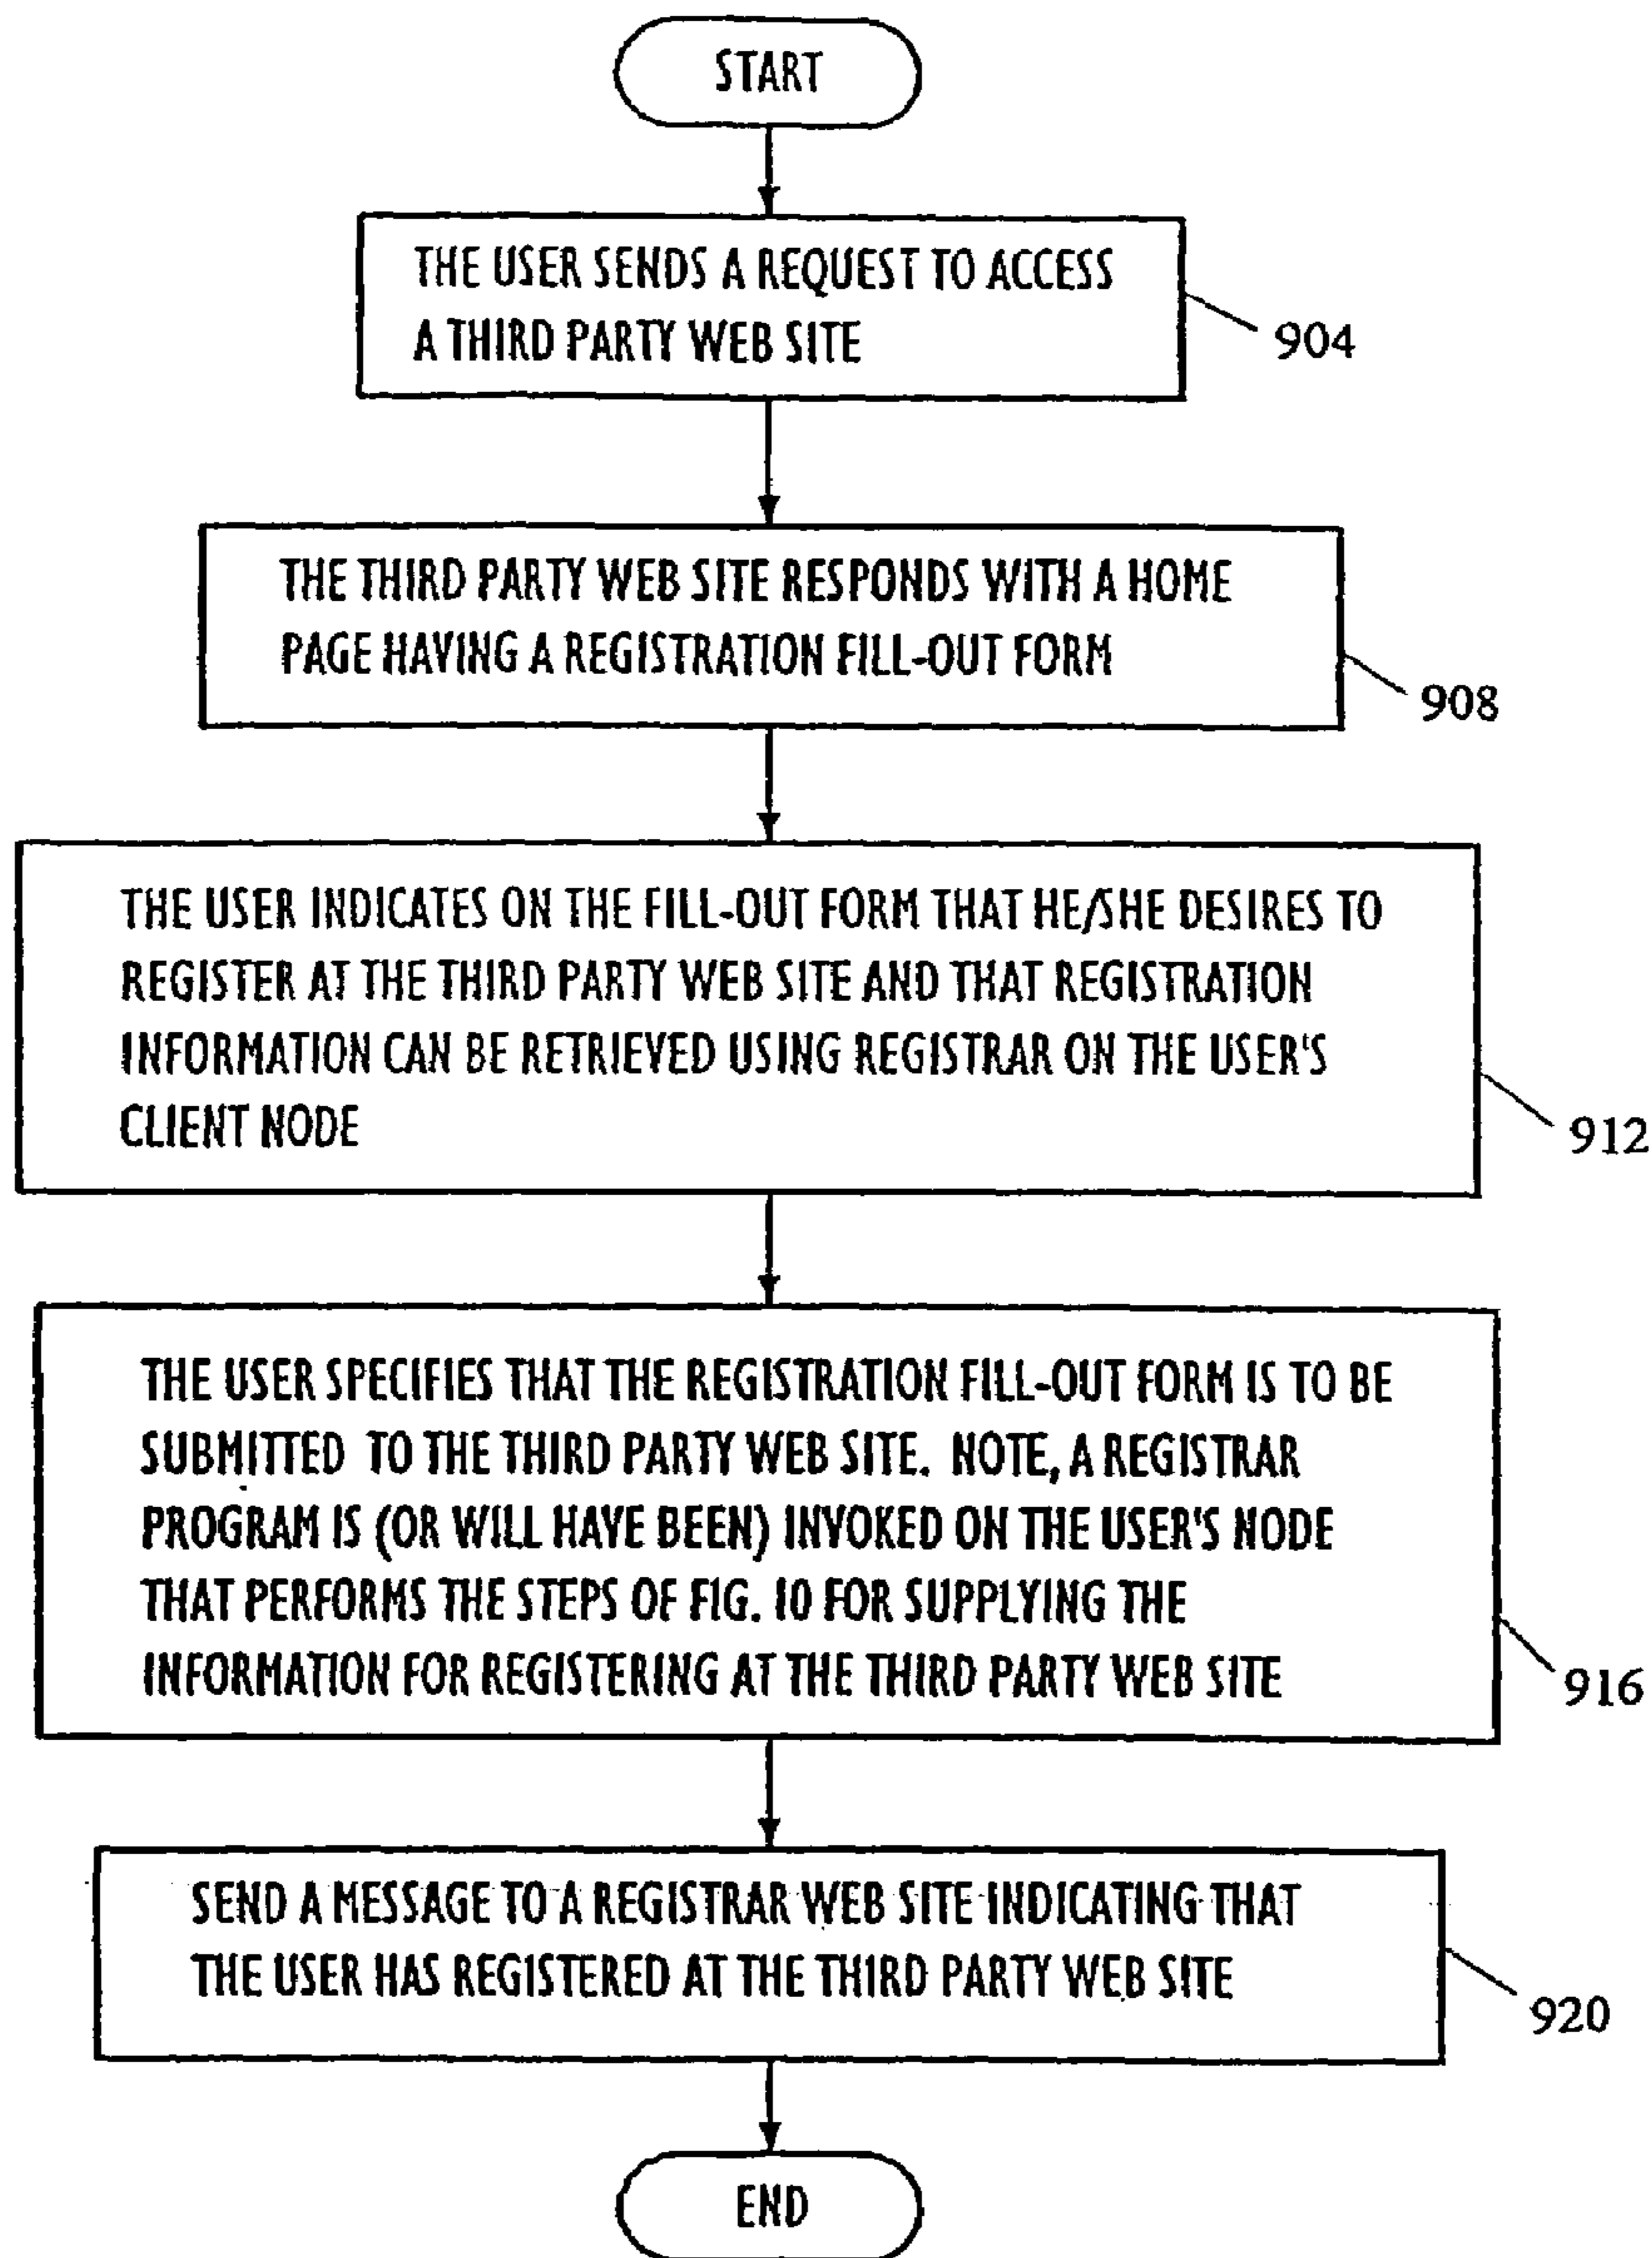 START
THE USER SENDS A REQUEST TO ACCESS
A THIRD PARTY WEB SITE
904
THE THIRD PARTY WEB SITE RESPONDS WITH A HOME
PAGE HAVING A REGISTRATION FILL-OUT FORM
908
THE USER INDICATES ON THE FILL-OUT FORM THAT HE/SHE DESIRES TO
REGISTER AT THE THIRD PARTY WEB SITE AND THAT REGISTRATION
INFORMATION CAN BE RETRIEVED USING REGISTRAR ON THE USER'S
CLIENT NODE
912
THE USER SPECIFIES THAT THE REGISTRATION FILL-OUT FORM IS TO BE
SUBMITTED TO THE THIRD PARTY WEB SITE. NOTE, A REGISTRAR
PROGRAM IS (OR WILL HAVE BEEN) INVOKED ON THE USER'S NODE
THAT PERFORMS THE STEPS OF FIG. 10 FOR SUPPLYING THE
INFORMATION FOR REGISTERING AT THE THIRD PARTY WEB SITE
916
SEND A MESSAGE TO A REGISTRAR WEB SITE INDICATING THAT
THE USER HAS REGISTERED AT THE THIRD PARTY WEB SITE
920
END